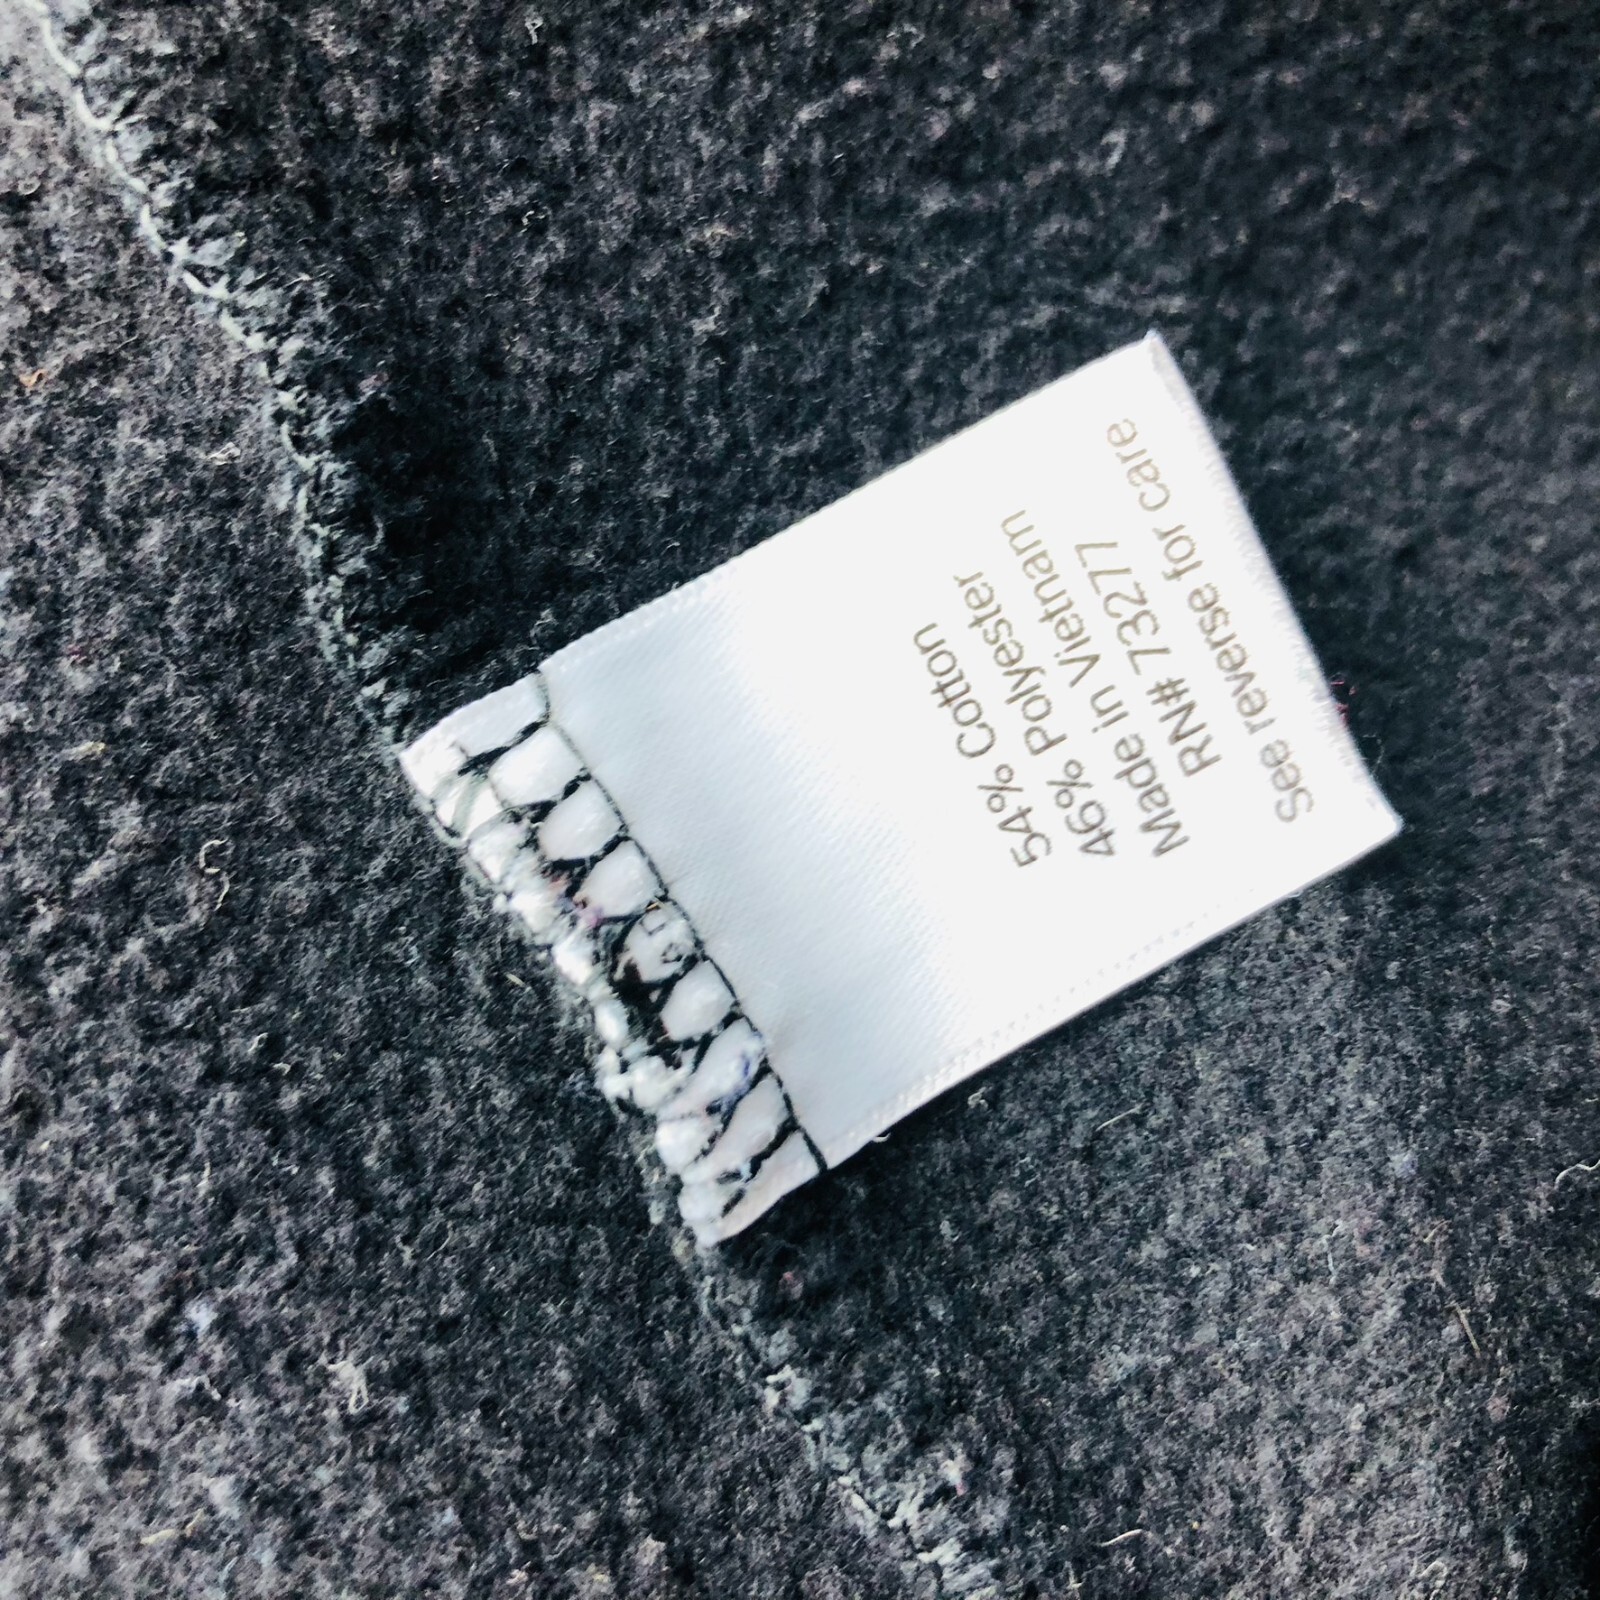 54% Cotton
46% Polyester
Made in Vietnam
RN# 73277
See reverse for care